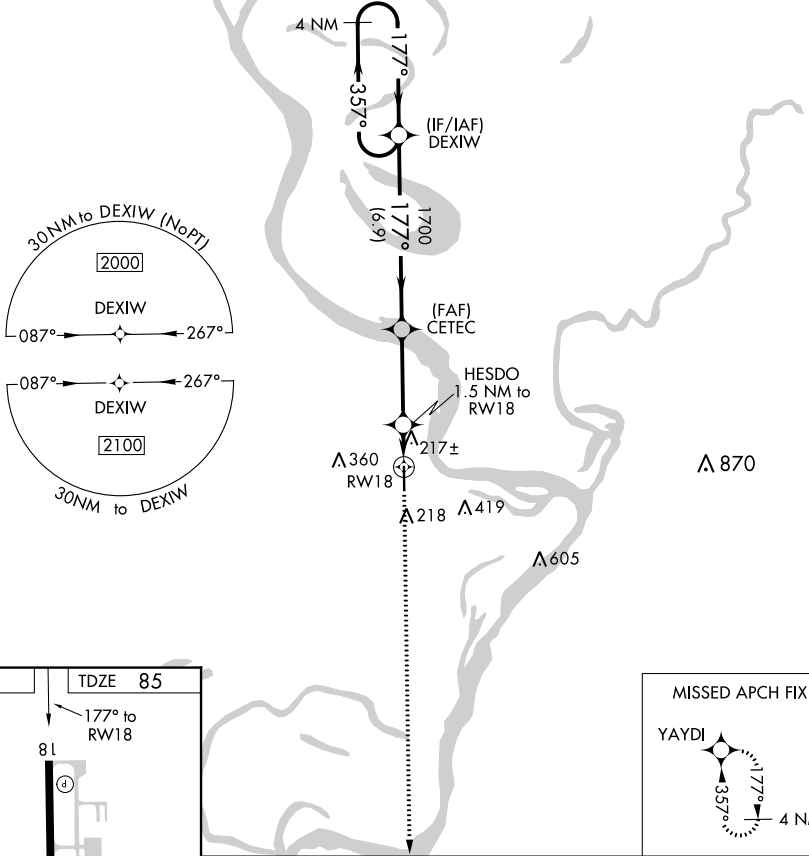 4 NM
177°
357°
(IF/IAF)
DEXIW
1700
177°
(6.9)
30 NM to DEXIW (NoPT)
2000
DEXIW
087°
267°
087°
267°
DEXIW
2100
30NM to DEXIW
(FAF)
CETEC
HESDO
1.5 NM to
RW18
217±
360
RW18
870
218
419
605
TDZE 85
177° to
RW18
18
P
MISSED APCH FIX
YAYDI
177°
357°
4 N